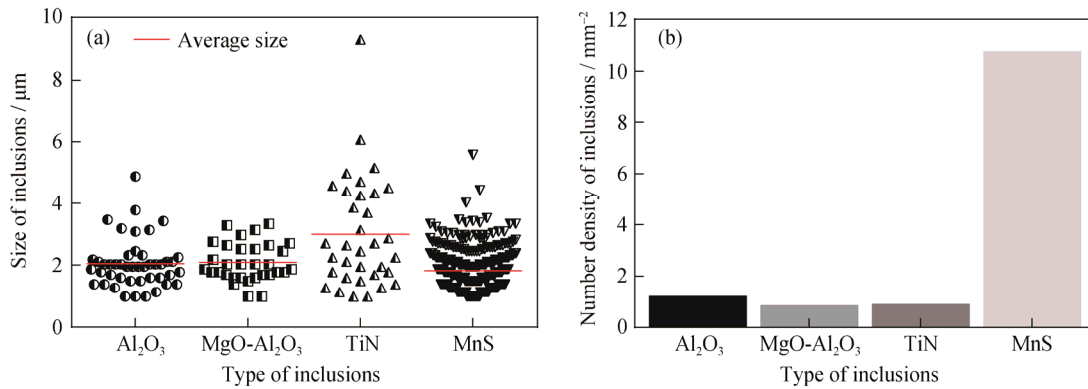 (a)
Average size
Size of inclusions / μm
10
8
6
4
2
0
Al₂O₃ MgO-Al₂O₃ TiN MnS
Type of inclusions
(b)
Number density of inclusions / mm⁻²
12
10
8
6
4
2
0
Al₂O₃ MgO-Al₂O₃ TiN MnS
Type of inclusions